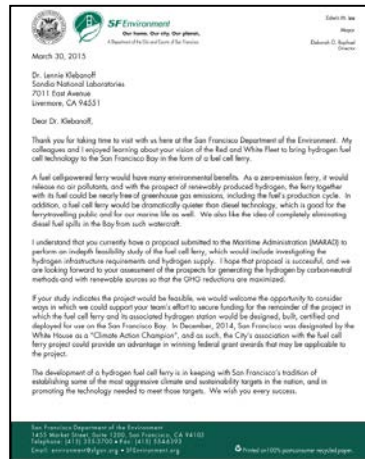 SF Environment
Our home. Our city. Our planet.
A Department of the City and County of San Francisco
Edwin M. Lee
Mayor
Deborah O. Raphael
Director
March 30, 2015
Dr. Lennie Klebanoff
Sandia National Laboratories
7011 East Avenue
Livermore, CA 94551
Dear Dr. Klebanoff,
Thank you for taking time to visit with us here at the San Francisco Department of the Environment. My
colleagues and I enjoyed learning about your vision of the Red and White Fleet to bring hydrogen fuel
cell technology to the San Francisco Bay in the form of a fuel cell ferry.
A fuel cell-powered ferry would have many environmental benefits. As a zero-emission ferry, it would
release no air pollutants, and with the prospect of renewably produced hydrogen, the ferry together
with its fuel could be nearly free of greenhouse gas emissions, including the fuel's production cycle. In
addition, a fuel cell ferry would be dramatically quieter than diesel technology, which is good for the
ferry-travelling public and for our marine life as well. We also like the idea of completely eliminating
diesel fuel spills in the Bay from such watercraft.
I understand that you currently have a proposal submitted to the Maritime Administration (MARAD) to
perform an in-depth feasibility study of the fuel cell ferry, which would include investigating the
hydrogen infrastructure requirements and hydrogen supply. I hope that proposal is successful, and we
are looking forward to your assessment of the prospects for generating the hydrogen by carbon-neutral
methods and with renewable sources so that the GHG reductions are maximized.
If your study indicates the project would be feasible, we would welcome the opportunity to consider
ways in which we could support your team's effort to secure funding for the remainder of the project in
which the fuel cell ferry and its associated hydrogen station would be designed, built, certified and
deployed for use on the San Francisco Bay. In December, 2014, San Francisco was designated by the
White House as a "Climate Action Champion", and as such, the City's association with the fuel cell
ferry project could provide an advantage in winning federal grant awards that may be applicable to
the project.
The development of a hydrogen fuel cell ferry is in keeping with San Francisco's tradition of
establishing some of the most aggressive climate and sustainability targets in the nation, and in
promoting the technology needed to meet those targets. We wish you every success.
San Francisco Department of the Environment
1455 Market Street, Suite 1200, San Francisco, CA 94103
Telephone: (415) 355-3700 • Fax: (415) 554-6393
Email: environment@sfgov.org • SFEnvironment.org
Printed on 100% post-consumer recycled paper.